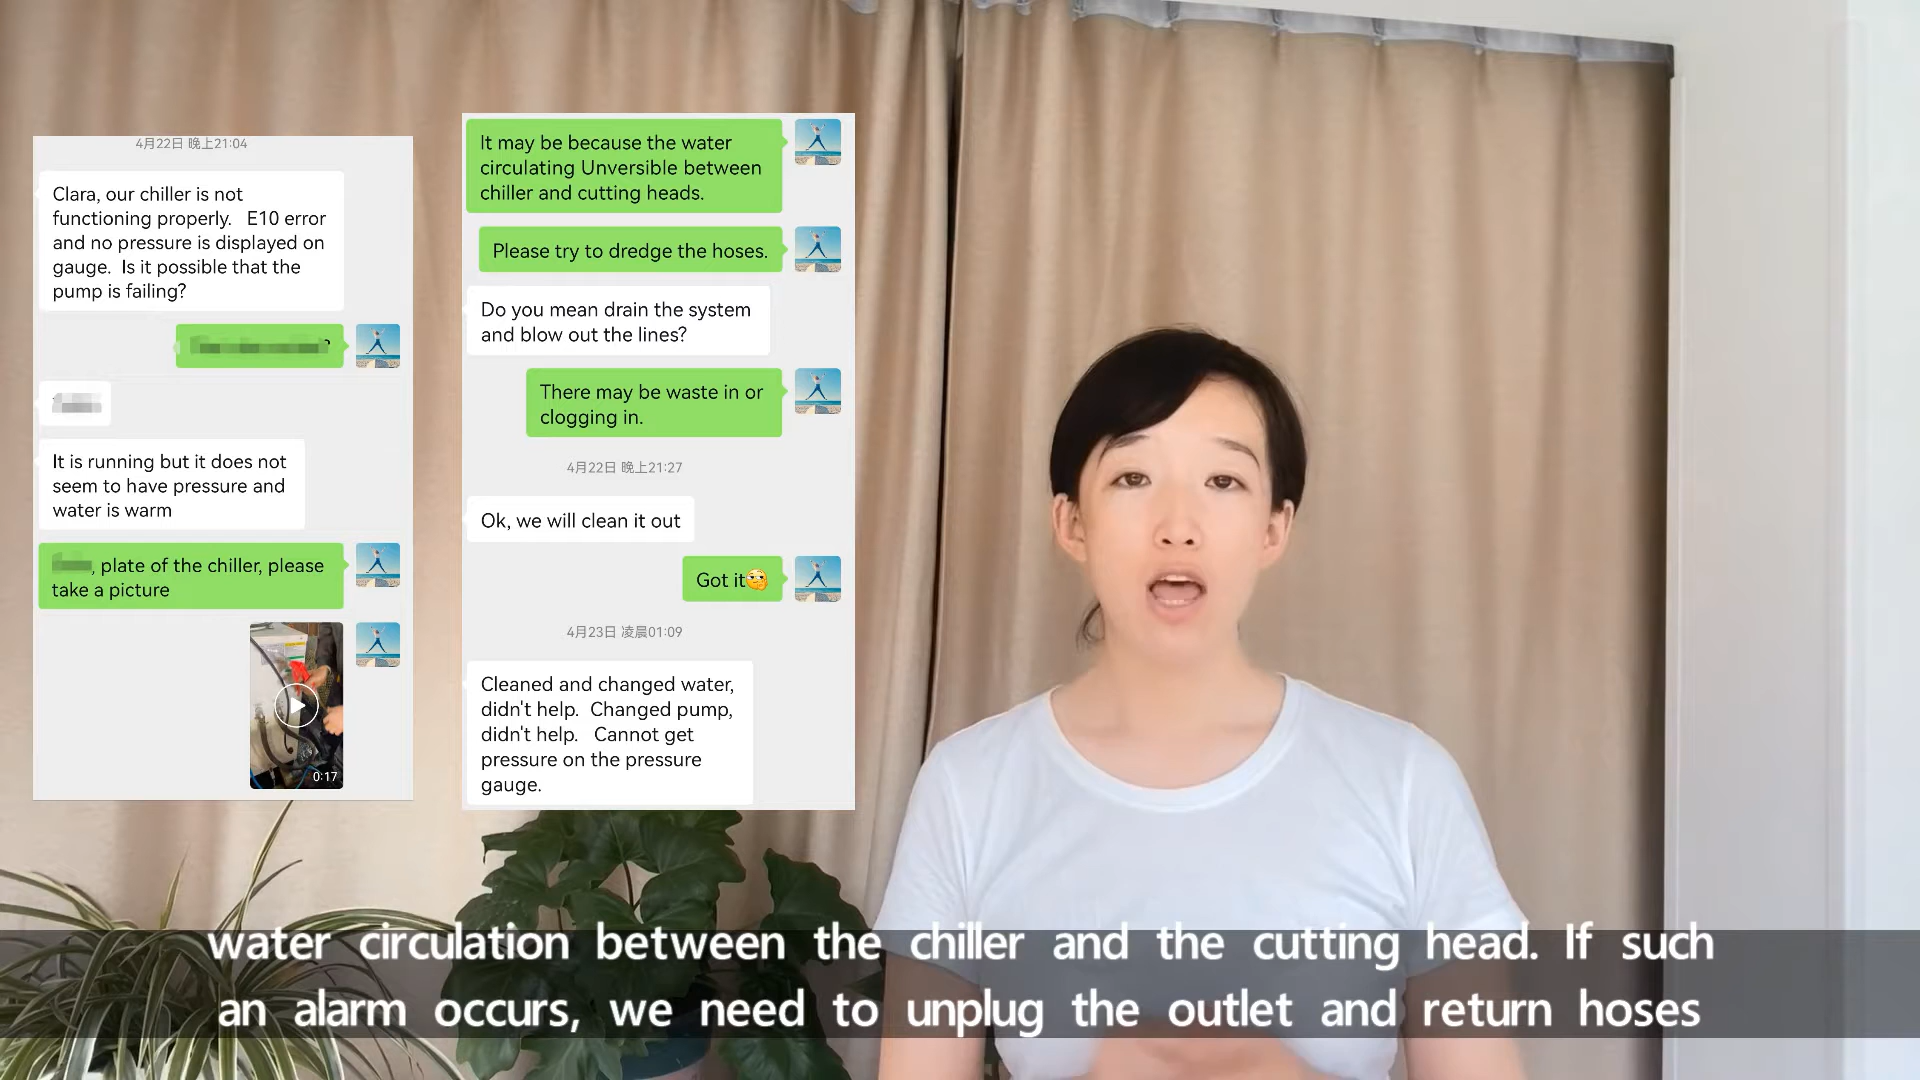 4月22日 晚上21:04
Clara, our chiller is not
functioning properly. E10 error
and no pressure is displayed on
gauge. Is it possible that the
pump is failing?
It is running but it does not
seem to have pressure and
water is warm
, plate of the chiller, please
take a picture
0:17
It may be because the water
circulating Unversible between
chiller and cutting heads.
Please try to dredge the hoses.
Do you mean drain the system
and blow out the lines?
There may be waste in or
clogging in.
4月22日 晚上21:27
Ok, we will clean it out
Got it
4月23日 凌晨01:09
Cleaned and changed water,
didn't help. Changed pump,
didn't help. Cannot get
pressure on the pressure
gauge.
water circulation between the chiller and the cutting head. If such
an alarm occurs, we need to unplug the outlet and return hoses